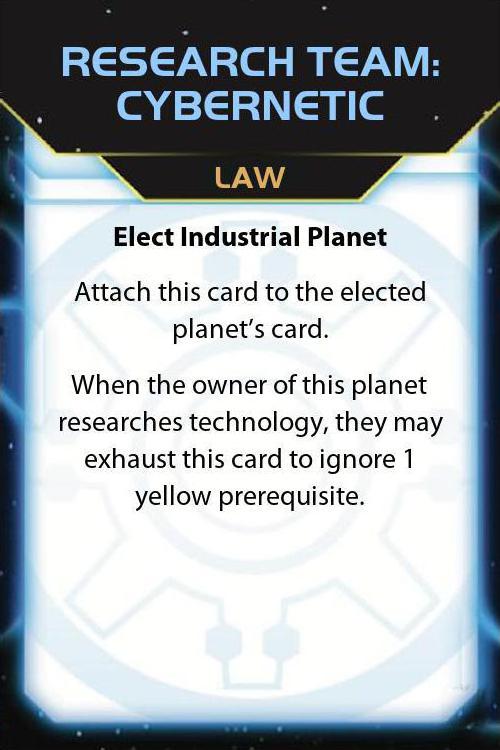 RESEARCH TEAM:
CYBERNETIC
LAW
Elect Industrial Planet
Attach this card to the elected
planet's card.
When the owner of this planet
researches technology, they may
exhaust this card to ignore 1
yellow prerequisite.